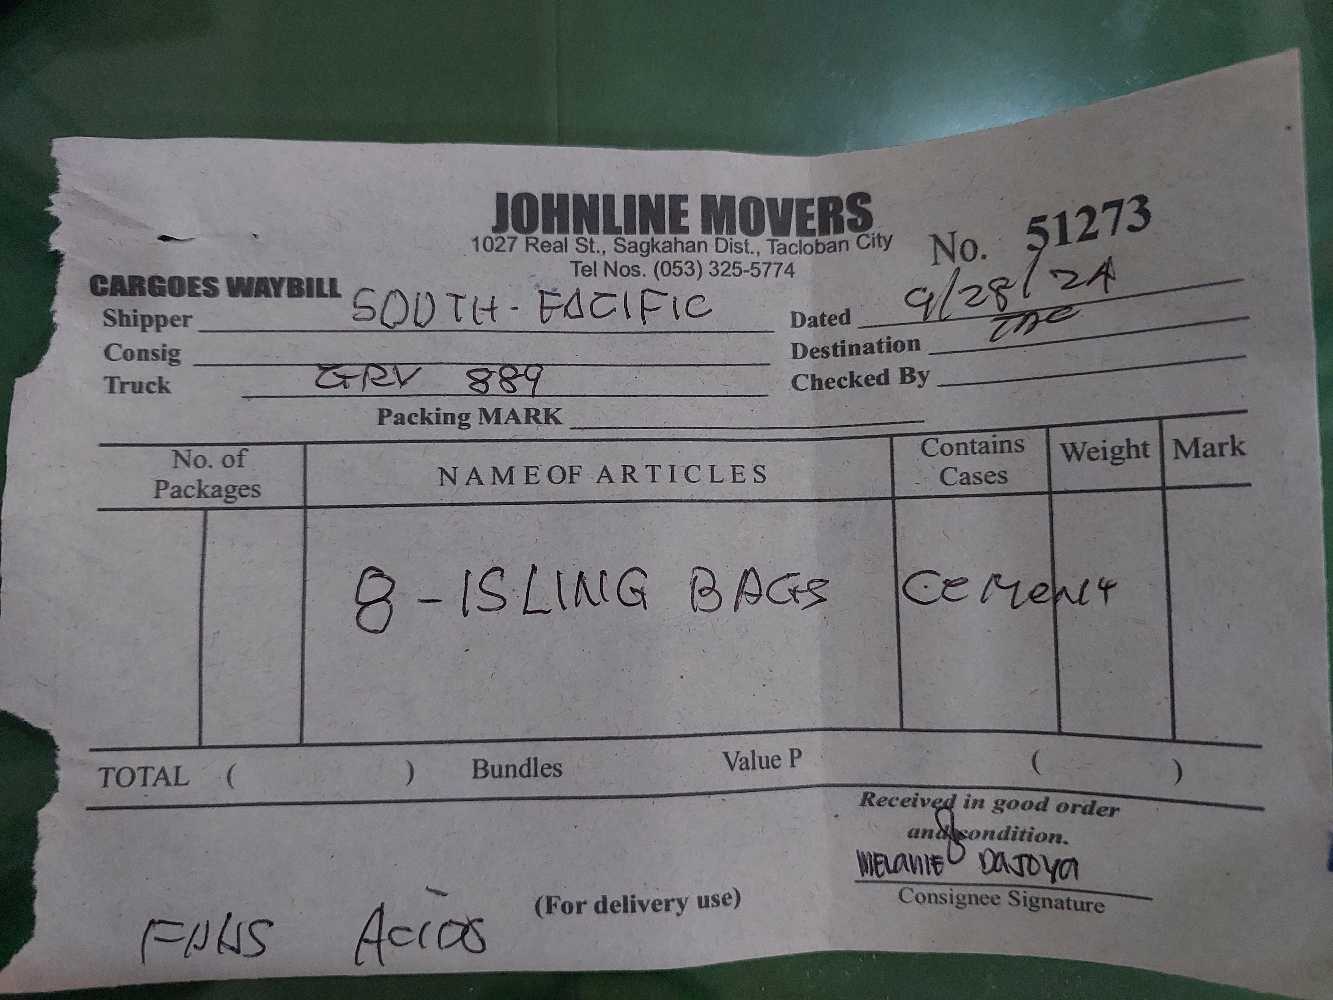 JOHNLINE MOVERS
1027 Real St., Sagkahan Dist., Tacloban City
Tel Nos. (053) 325-5774
No. 51273
CARGOES WAYBILL
Shipper SOUTH - PACIFIC
Dated 9/28/24
Consig
Destination
Truck GRV 889
Checked By
Packing MARK
No. of Packages
NAME OF ARTICLES
Contains Cases
Weight
Mark
8 - ISLING BAGS CEMENT
TOTAL ( ) Bundles Value P ( )
Received in good order
and condition.
MELANIE DAJOYA
Consignee Signature
(For delivery use)